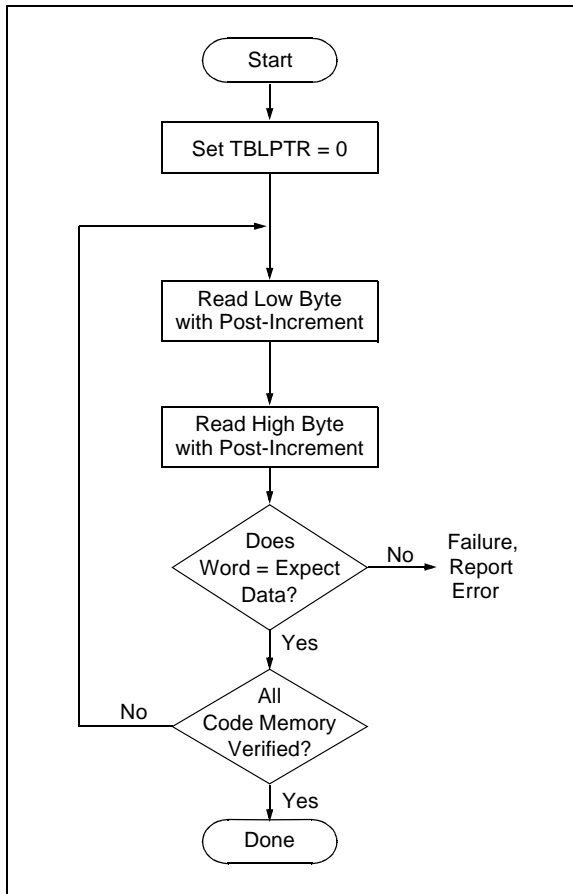 Start
Set TBLPTR = 0
Read Low Byte
with Post-Increment
Read High Byte
with Post-Increment
Does
Word = Expect
Data?
No
Failure,
Report
Error
Yes
All
Code Memory
Verified?
No
Yes
Done